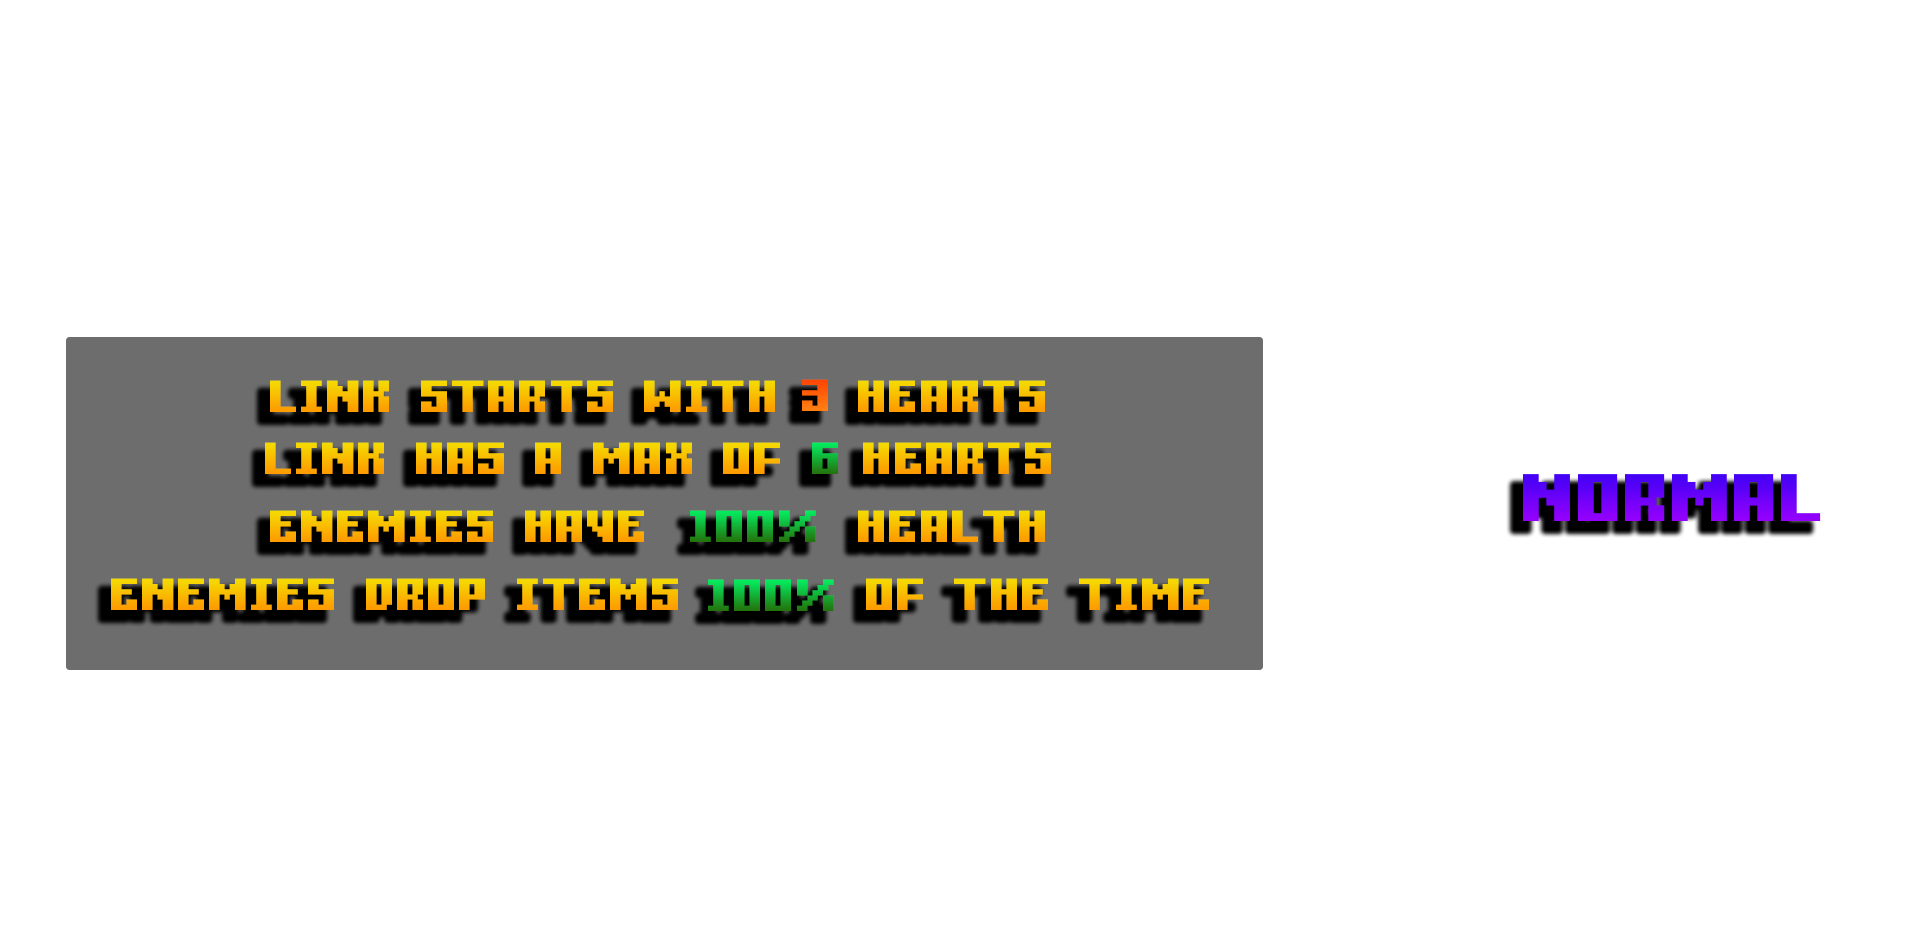 LINK STARTS WITH 3 HEARTS
LINK HAS A MAX OF 6 HEARTS
ENEMIES HAVE 100% HEALTH
ENEMIES DROP ITEMS 100% OF THE TIME
NORMAL